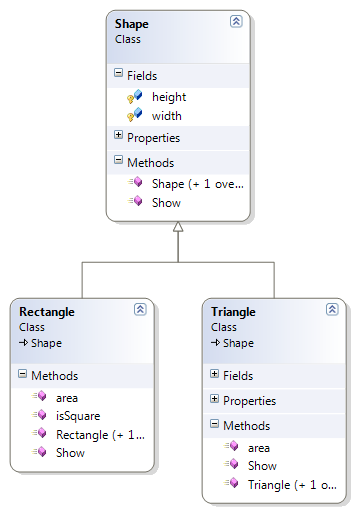 Shape
Class
Fields
height
width
Properties
Methods
Shape (+ 1 ove...
Show
Rectangle
Class
Shape
Methods
area
isSquare
Rectangle (+ 1...
Show
Triangle
Class
Shape
Fields
Properties
Methods
area
Show
Triangle (+ 1 o...